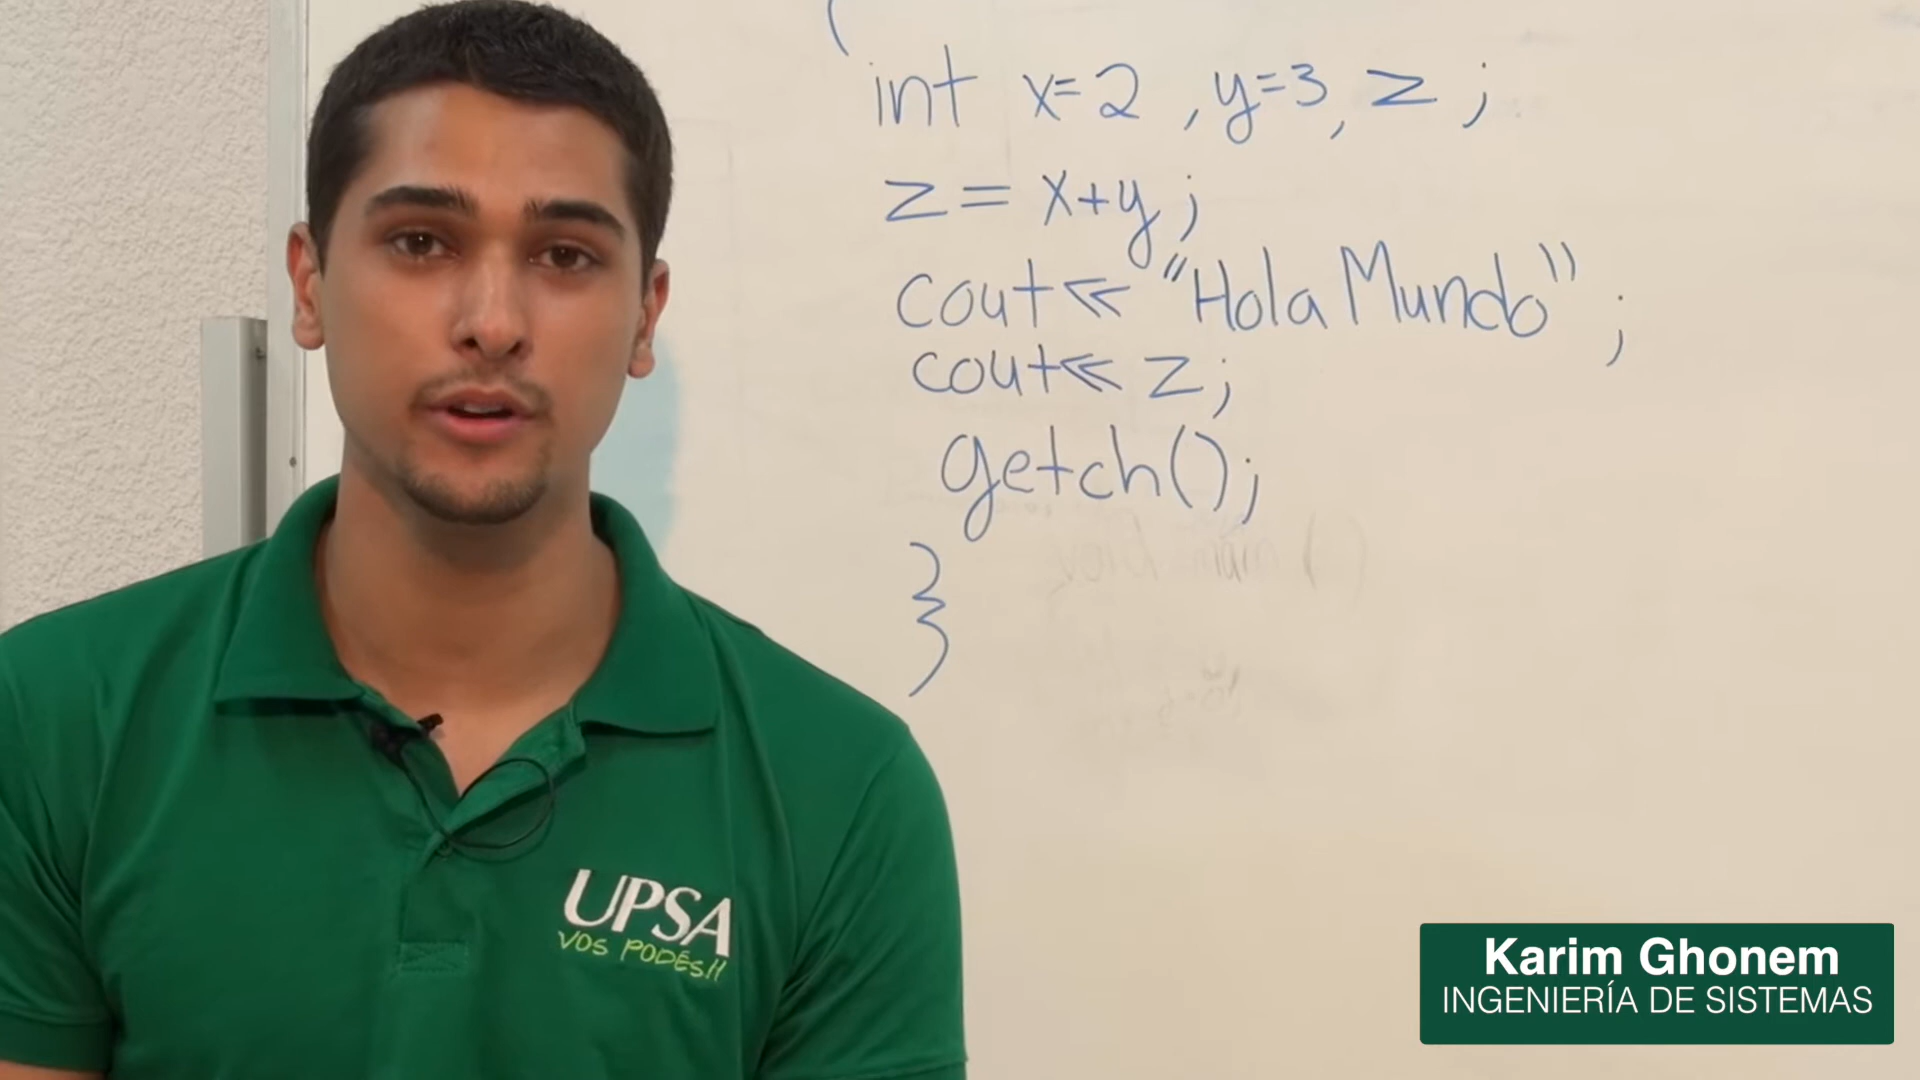 {
int x=2 , y=3, z ;
z = x+y ;
cout << "Hola Mundo" ;
cout << z ;
getch();
}
UPSA
VOS PODÉS!!
Karim Ghonem
INGENIERÍA DE SISTEMAS